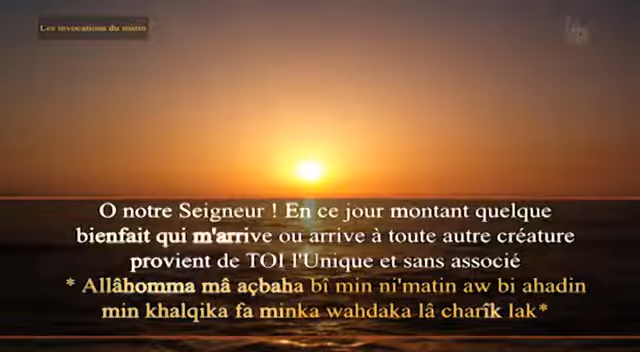 Les invocations du matin
O notre Seigneur ! En ce jour montant quelque
bienfait qui m'arrive ou arrive à toute autre créature
provient de TOI l'Unique et sans associé
* Allâhomma mâ açbaha bî min ni'matin aw bi ahadin
min khalqika fa minka wahdaka lâ charîk lak*